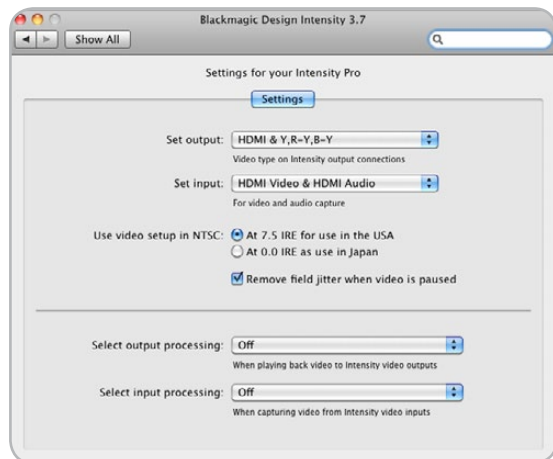 Blackmagic Design Intensity 3.7
Show All
Settings for your Intensity Pro
Settings
Set output: HDMI & Y,R-Y,B-Y
Video type on Intensity output connections
Set input: HDMI Video & HDMI Audio
For video and audio capture
Use video setup in NTSC: At 7.5 IRE for use in the USA
At 0.0 IRE as use in Japan
Remove field jitter when video is paused
Select output processing: Off
When playing back video to Intensity video outputs
Select input processing: Off
When capturing video from Intensity video inputs